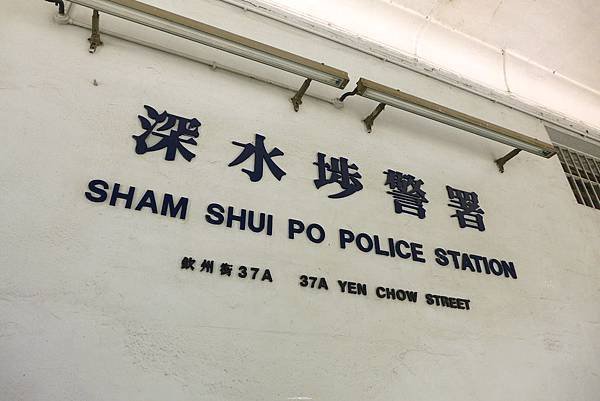 深水埗警署
SHAM SHUI PO POLICE STATION
欽州街37A 37A YEN CHOW STREET